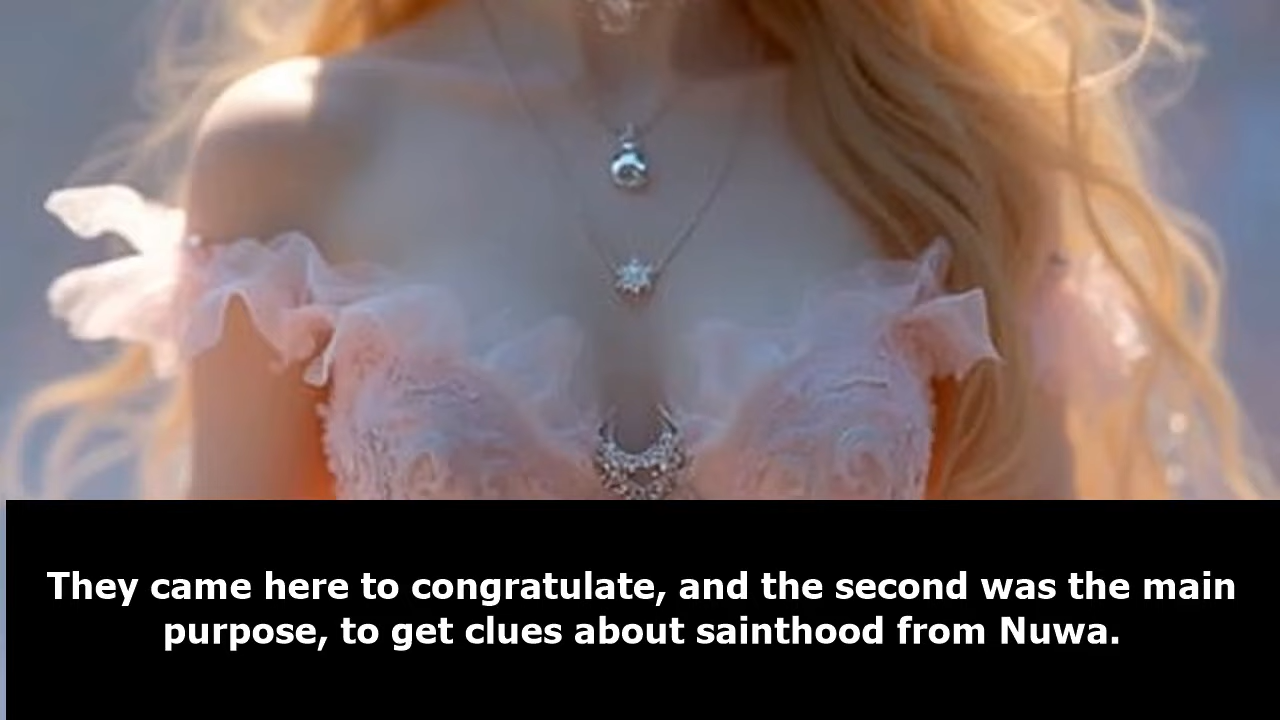 They came here to congratulate, and the second was the main
purpose, to get clues about sainthood from Nuwa.